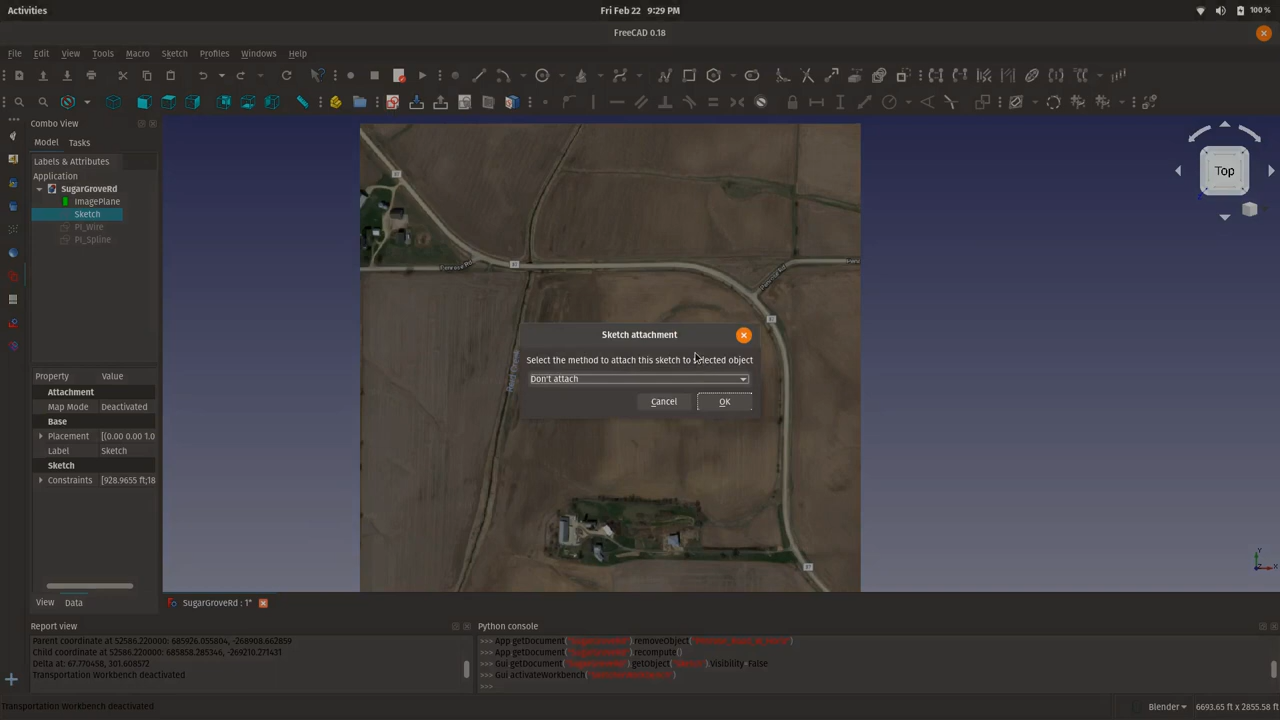 Activities
Fri Feb 22 9:29 PM
100 %
FreeCAD 0.18
File Edit View Tools Macro Sketch Profiles Windows Help
Combo View
Model Tasks
Labels & Attributes
Application
SugarGroveRd
ImagePlane
Sketch
PI_Wire
PI_Spline
Top
Sketch attachment
Select the method to attach this sketch to selected object
Don't attach
Cancel OK
Property Value
Attachment
Map Mode Deactivated
Base
Placement [(0.00 0.00 1.0
Label Sketch
Sketch
Constraints [928.9655 ft;18
View Data
SugarGroveRd : 1*
Report view
Parent coordinate at 52586.220000: 685926.055804, -268908.662859
Child coordinate at 52586.220000: 685858.285346, -269210.271431
Delta at: 67.770458, 301.608572
Transportation Workbench deactivated
Python console
>>> App getDocument( removeObject(
>>> App getDocument( recompute()
>>> Gui getDocument( getObject( Visibility=False
>>> Gui activateWorkbench(
>>>
Transportation Workbench deactivated
Blender
6693.65 ft x 2855.58 ft